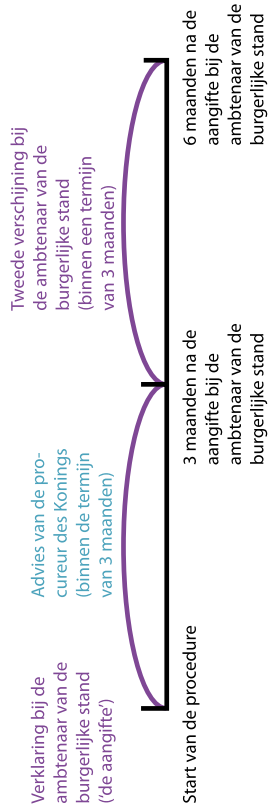 Verklaring bij de
ambtenaar van de
burgerlijke stand
('de aangifte')
Advies van de pro-
cureur des Konings
(binnen de termijn
van 3 maanden)
Tweede verschijning bij
de ambtenaar van de
burgerlijke stand
(binnen een termijn
van 3 maanden)
Start van de procedure
3 maanden na de
aangifte bij de
ambtenaar van de
burgerlijke stand
6 maanden na de
aangifte bij de
ambtenaar van de
burgerlijke stand